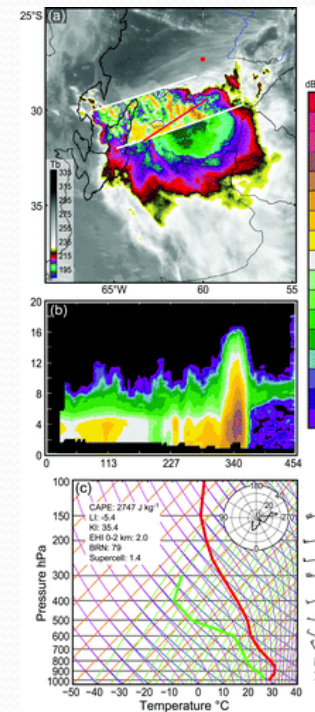 (a)
25°S
30
35
Tb
335
315
295
275
255
235
215
195
65°W 60 55
dB
(b)
20
16
12
8
4
0
0 113 227 340 454
(c)
100
150
200
300
400
500
600
700
800
900
1000
Pressure hPa
CAPE: 2747 J kg⁻¹
LI: -5.4
KI: 35.4
EHI 0-2 km: 2.0
BRN: 79
Supercell: 1.4
180
40
20
270
0
-50 -40 -30 -20 -10 0 10 20 30 40
Temperature °C